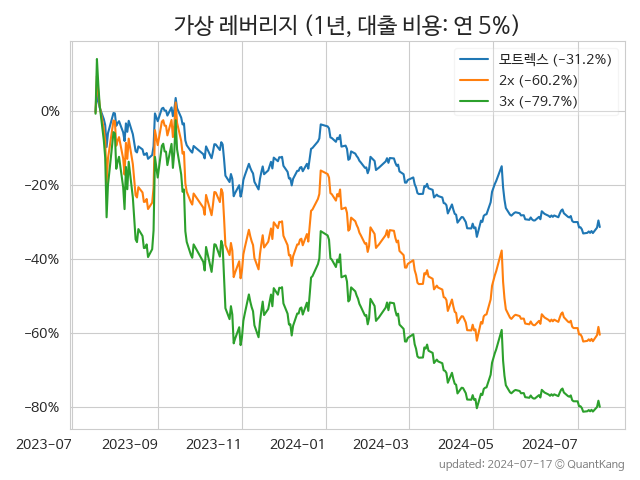 가상 레버리지 (1년, 대출 비용: 연 5%)
모트렉스 (−31.2%)
2x (−60.2%)
3x (−79.7%)
0%
−20%
−40%
−60%
−80%
2023-07 2023-09 2023-11 2024-01 2024-03 2024-05 2024-07
updated: 2024-07-17 © QuantKang